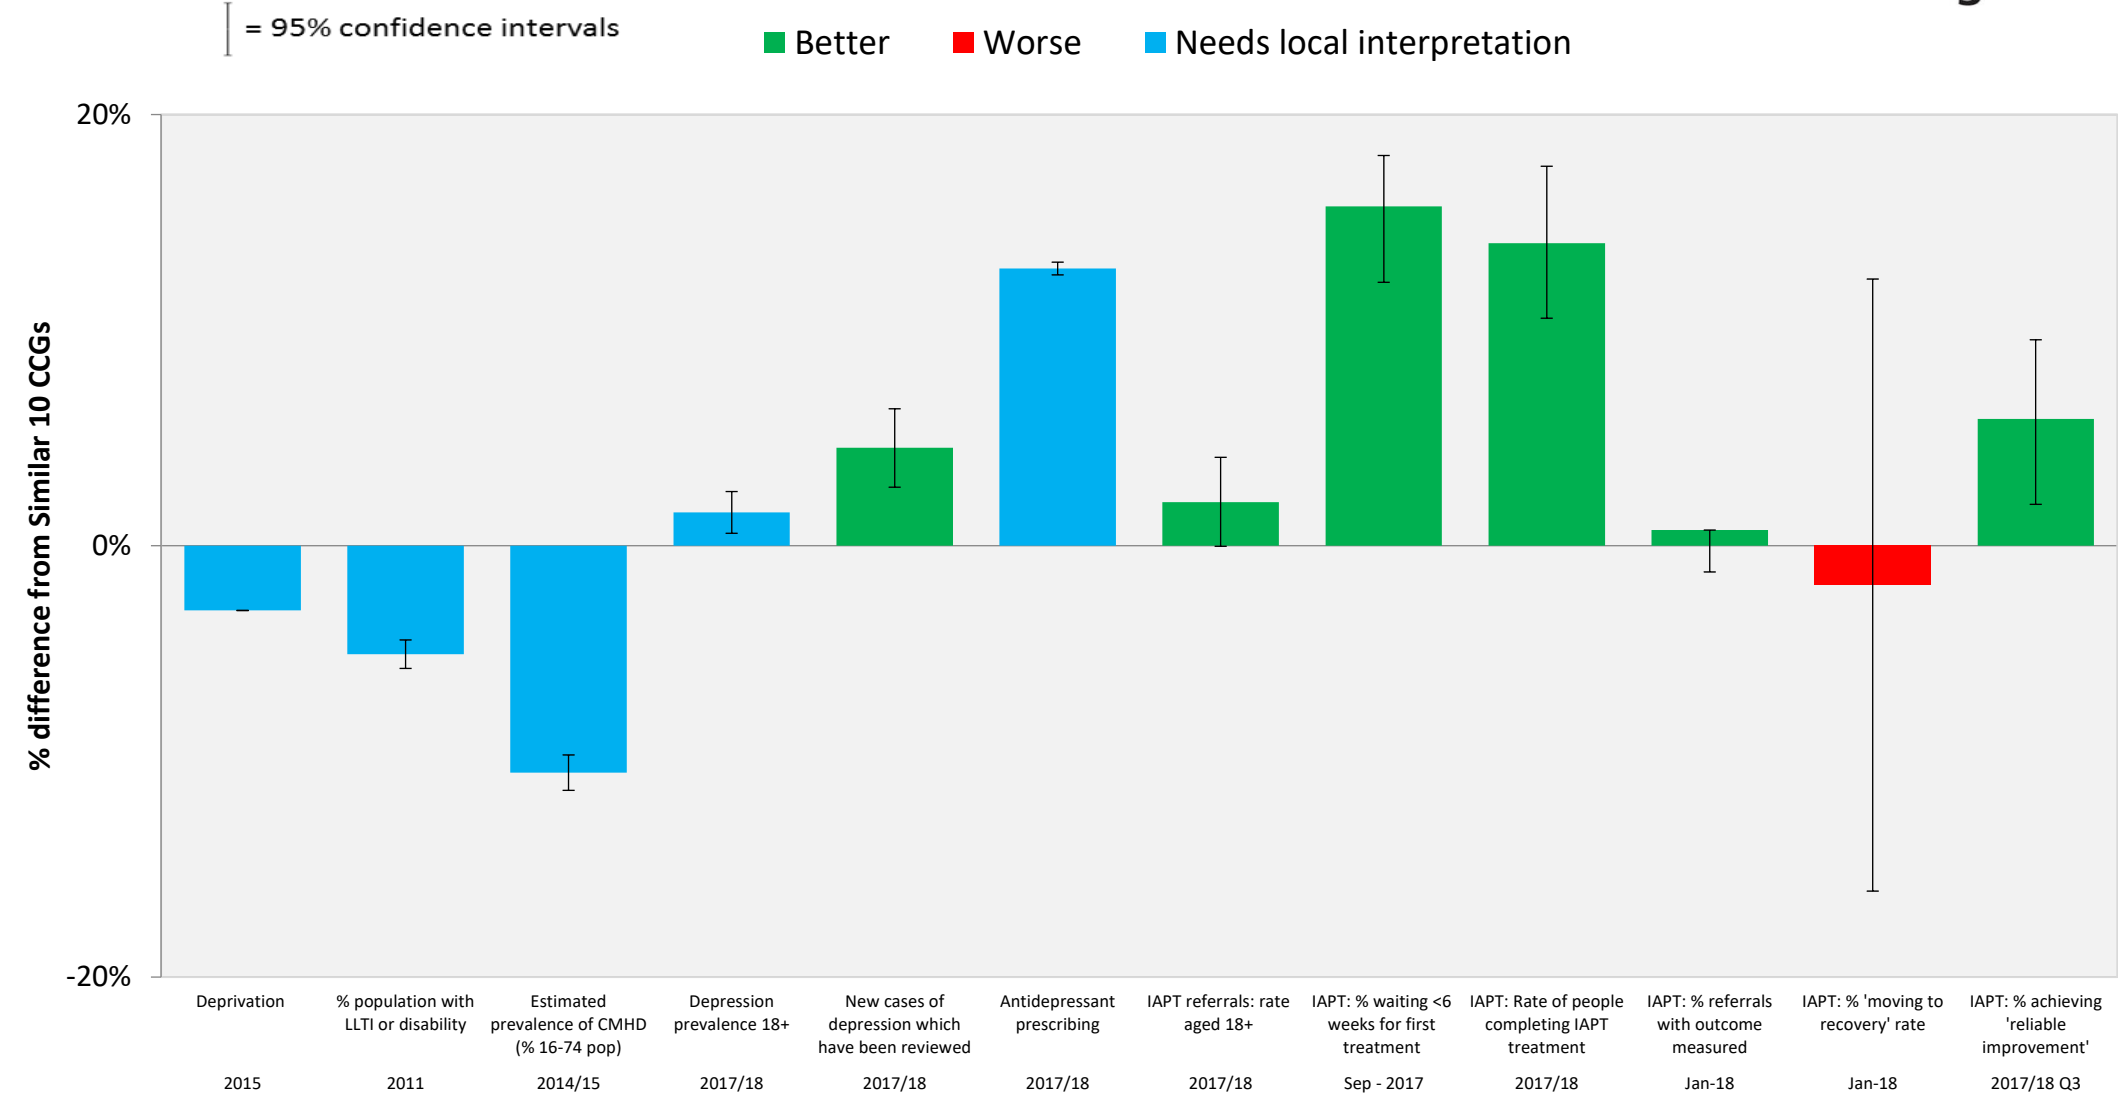 = 95% confidence intervals
Better
Worse
Needs local interpretation
20%
0%
-20%
% difference from Similar 10 CCGs
Deprivation
2015
% population with
LLTI or disability
2011
Estimated
prevalence of CMHD
(% 16-74 pop)
2014/15
Depression
prevalence 18+
2017/18
New cases of
depression which
have been reviewed
2017/18
Antidepressant
prescribing
2017/18
IAPT referrals: rate
aged 18+
2017/18
IAPT: % waiting <6
weeks for first
treatment
Sep - 2017
IAPT: Rate of people
completing IAPT
treatment
2017/18
IAPT: % referrals
with outcome
measured
Jan-18
IAPT: % 'moving to
recovery' rate
Jan-18
IAPT: % achieving
'reliable
improvement'
2017/18 Q3